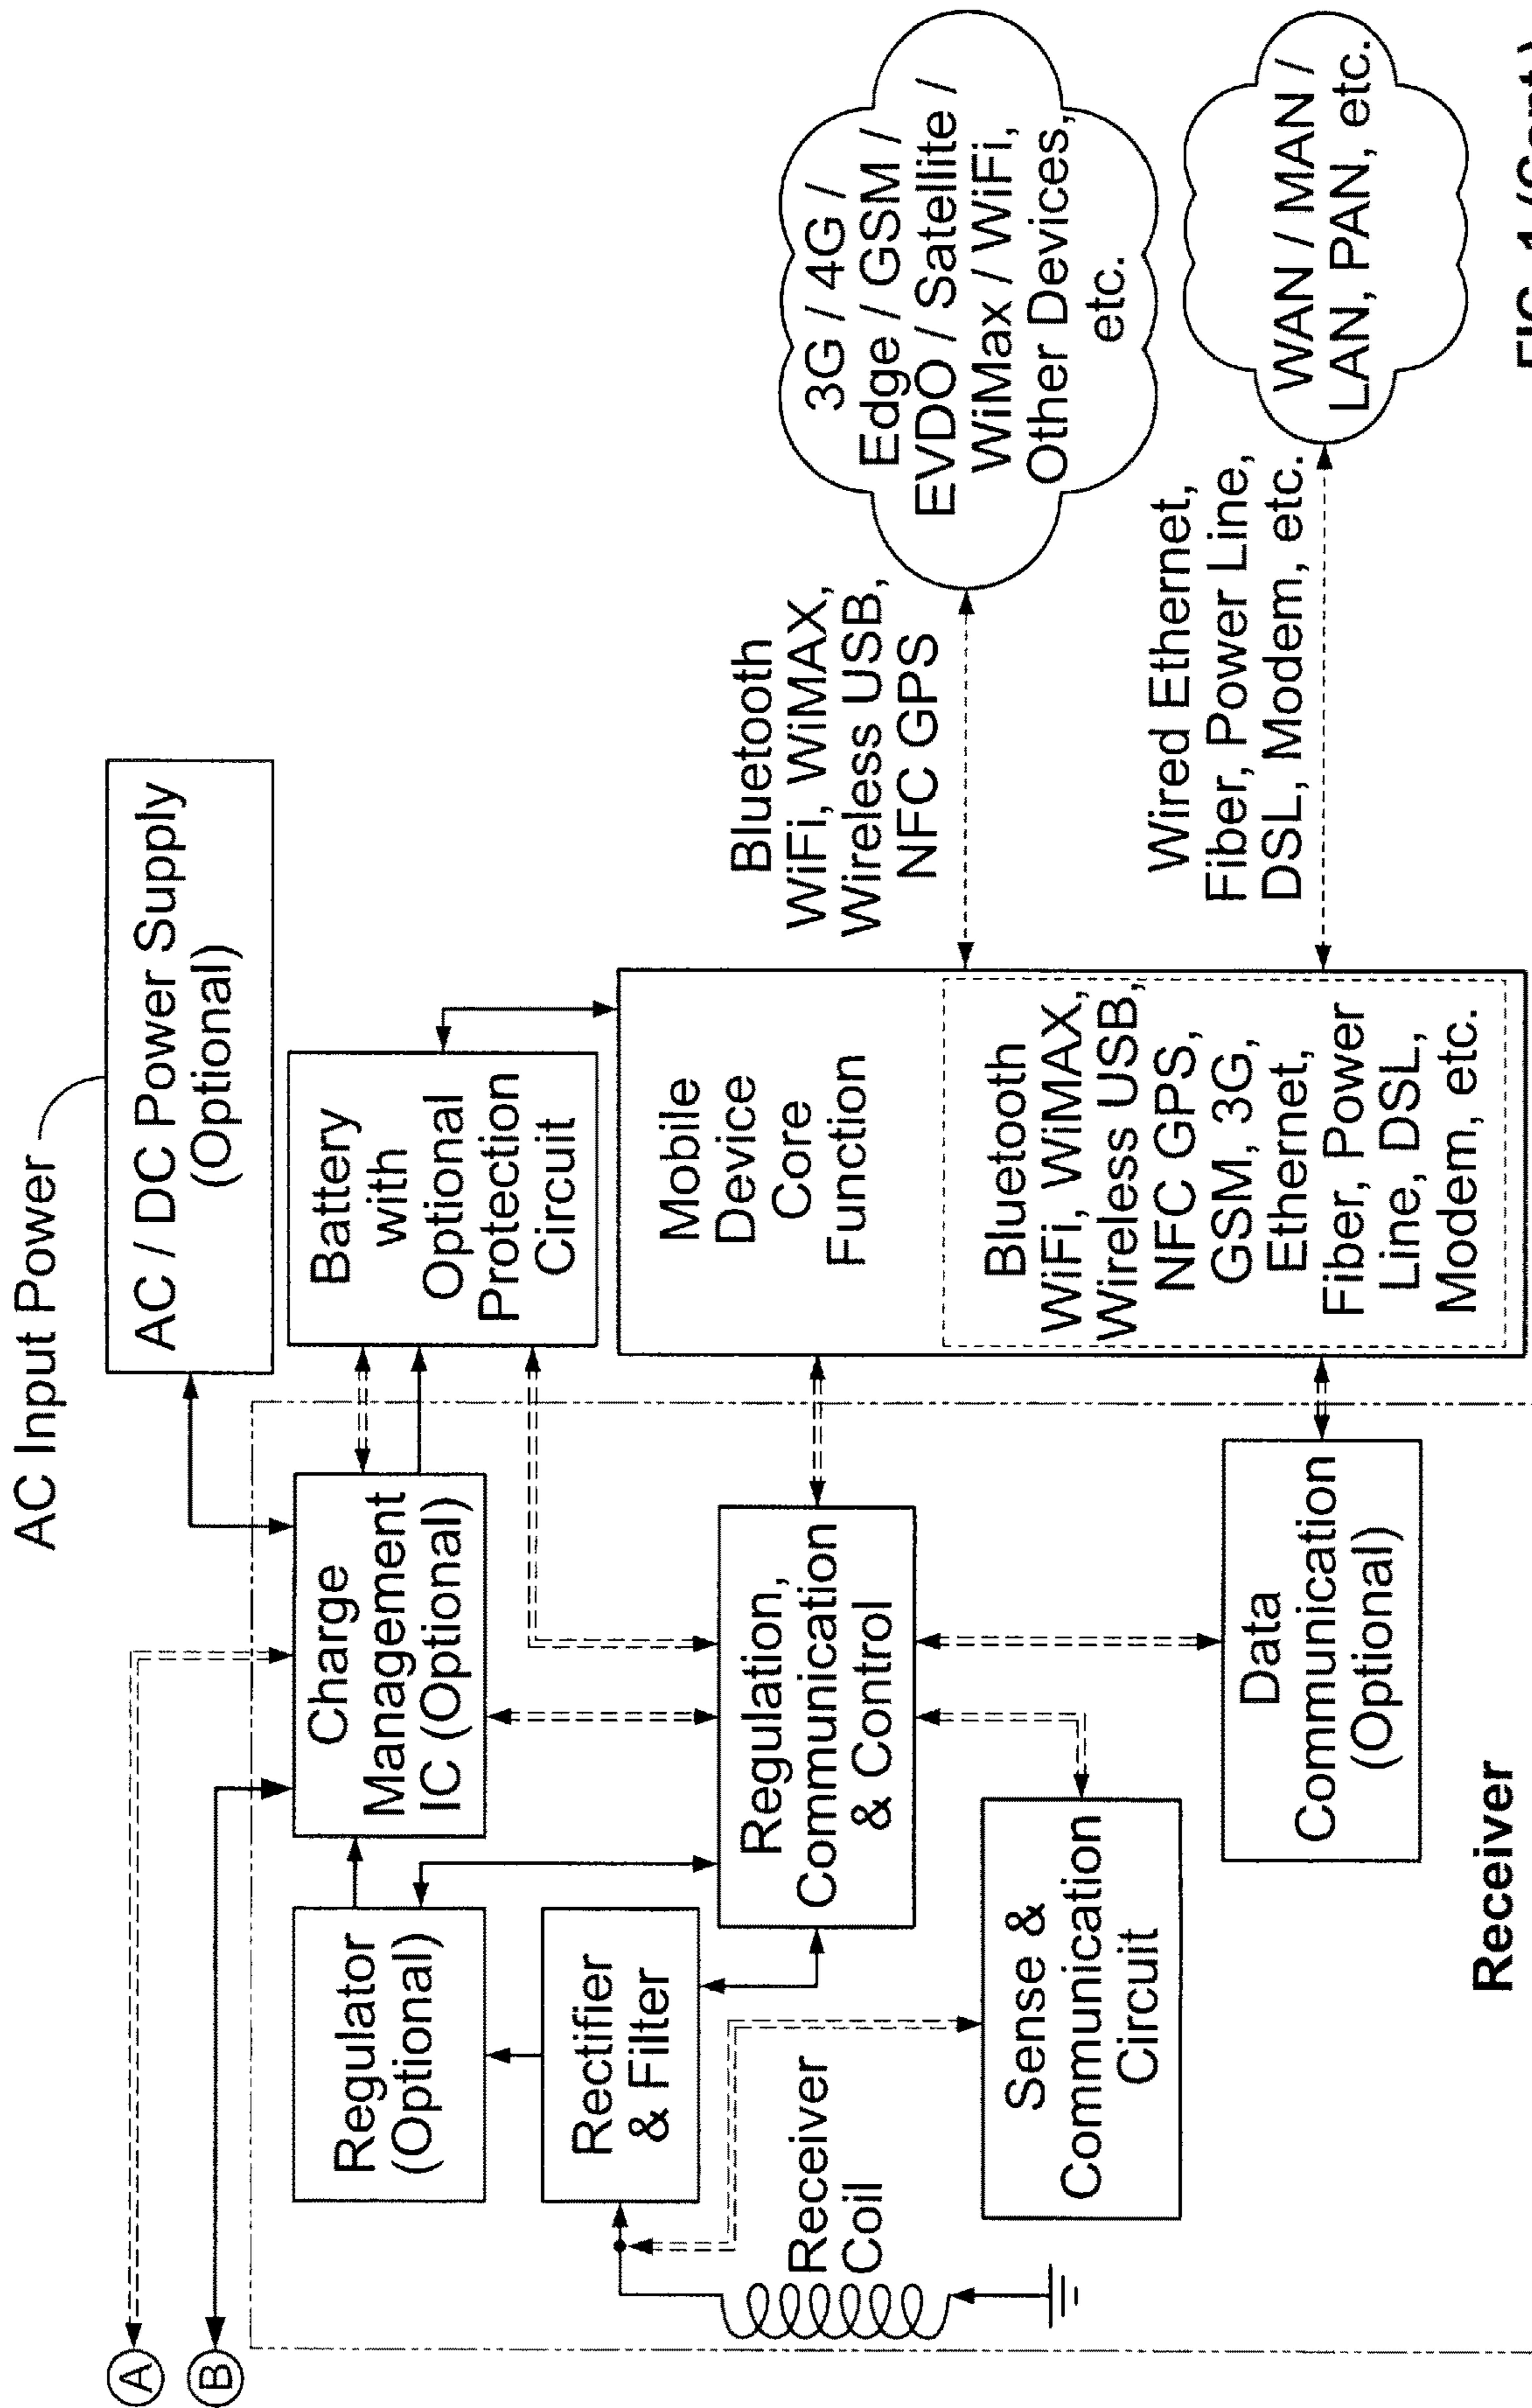 AC Input Power
AC / DC Power Supply
(Optional)
A
B
Regulator
(Optional)
Charge
Management
IC (Optional)
Battery
with
Optional
Protection
Circuit
Rectifier
& Filter
Receiver
Coil
Regulation,
Communication
& Control
Mobile
Device
Core
Function
Bluetooth
WiFi, WiMAX,
Wireless USB,
NFC GPS
3G / 4G /
Edge / GSM /
EVDO / Satellite /
WiMax / WiFi,
Other Devices,
etc.
Sense &
Communication
Circuit
Data
Communication
(Optional)
Bluetooth
WiFi, WiMAX,
Wireless USB,
NFC GPS,
GSM, 3G,
Ethernet,
Fiber, Power
Line, DSL,
Modem, etc.
Wired Ethernet,
Fiber, Power Line,
DSL, Modem, etc.
WAN / MAN /
LAN, PAN, etc.
Receiver
FIG. 1 (Cont.)